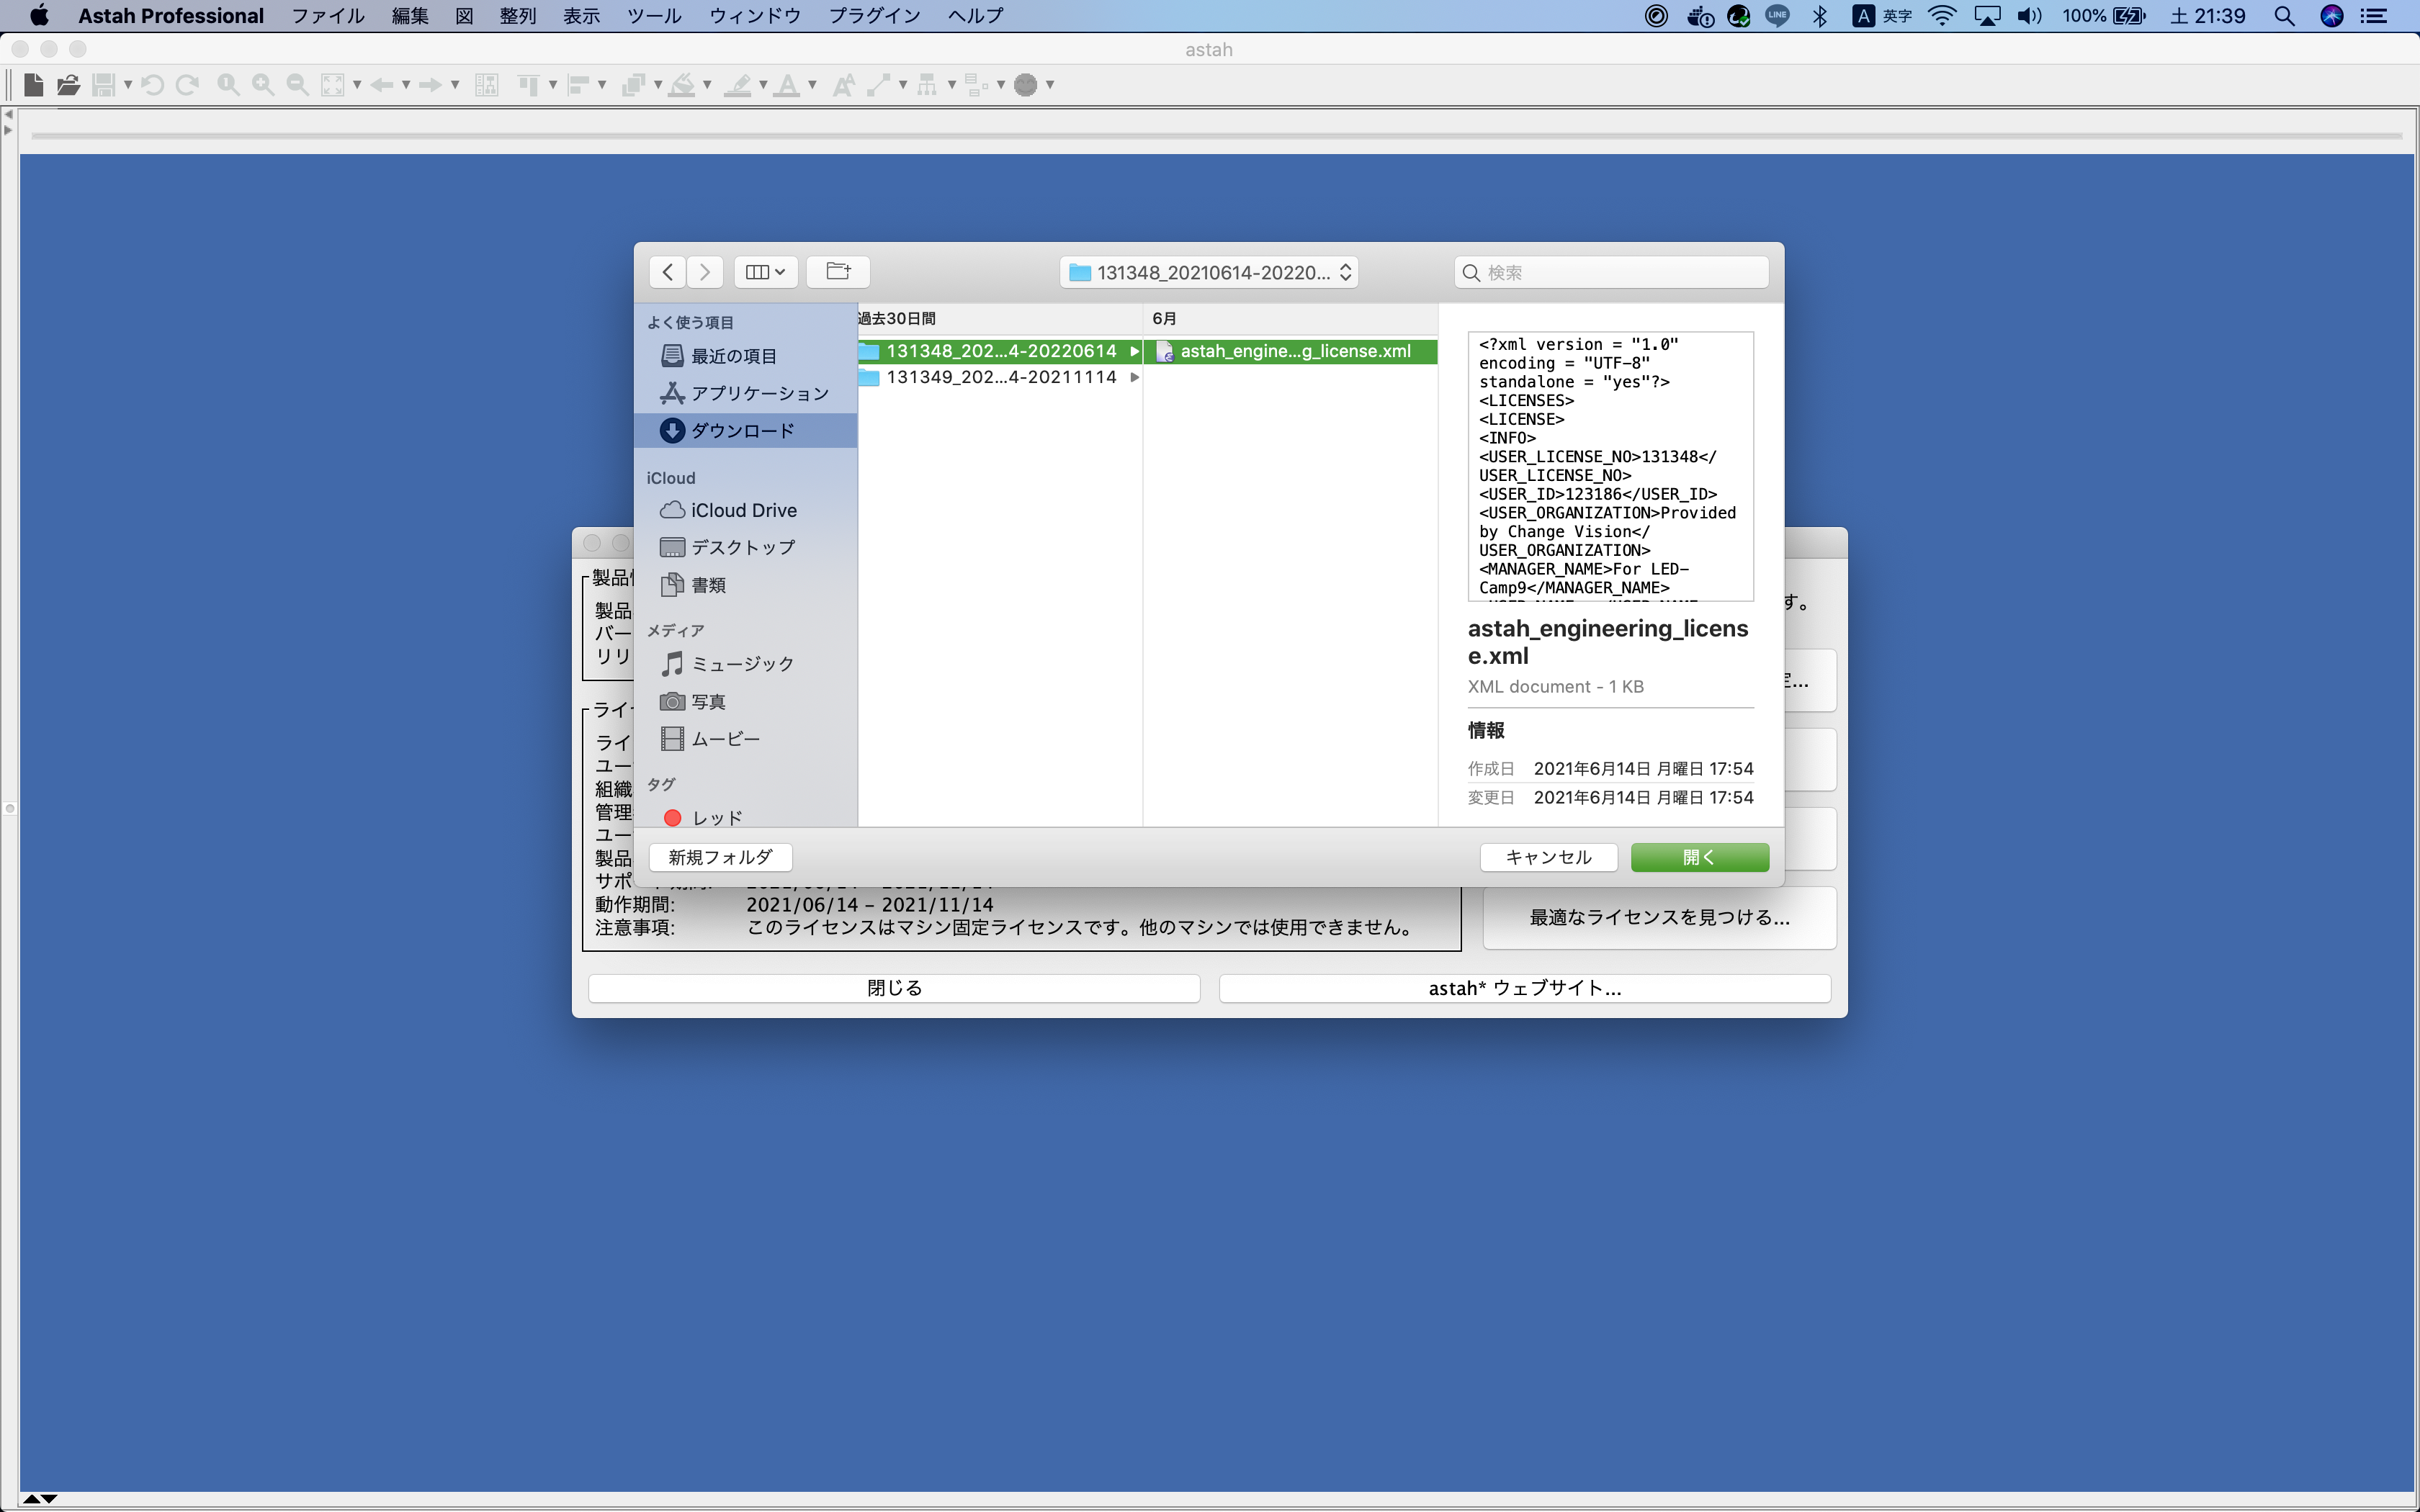 Astah Professional ファイル 編集 図 整列 表示 ツール ウィンドウ プラグイン ヘルプ LINE A 英字 100% 土 21:39
astah
131348_20210614-20220... 検索
よく使う項目
最近の項目
アプリケーション
ダウンロード
iCloud
iCloud Drive
デスクトップ
書類
メディア
ミュージック
写真
ムービー
タグ
レッド
過去30日間
131348_202...4-20220614
131349_202...4-20211114
6月
astah_engine...g_license.xml
<?xml version = "1.0"
encoding = "UTF-8"
standalone = "yes"?>
<LICENSES>
<LICENSE>
<INFO>
<USER_LICENSE_NO>131348</
USER_LICENSE_NO>
<USER_ID>123186</USER_ID>
<USER_ORGANIZATION>Provided
by Change Vision</
USER_ORGANIZATION>
<MANAGER_NAME>For LED-
Camp9</MANAGER_NAME>
astah_engineering_licens
e.xml
XML document - 1 KB
情報
作成日 2021年6月14日 月曜日 17:54
変更日 2021年6月14日 月曜日 17:54
新規フォルダ キャンセル 開く
製品
製品
バー
リリ
す。
ライ
ライ
ユー
組織
管理
ユー
製品
サポ
動作期間: 2021/06/14 - 2021/11/14
注意事項: このライセンスはマシン固定ライセンスです。他のマシンでは使用できません。
最適なライセンスを見つける...
閉じる astah* ウェブサイト...